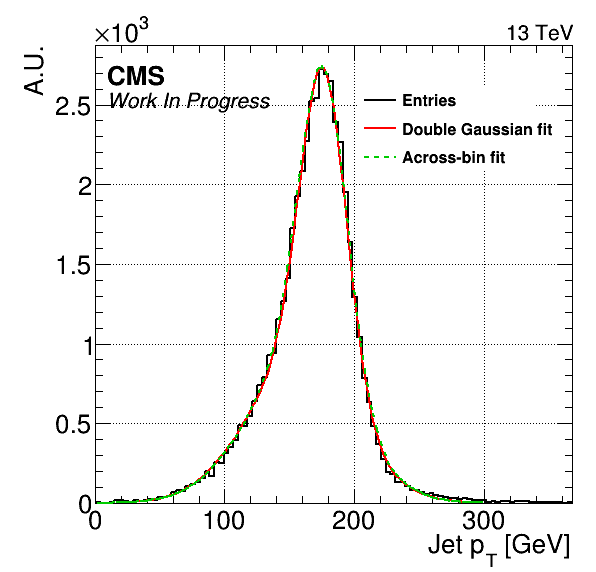 ×10³ 13 TeV
A.U.
CMS
Work In Progress
Entries
Double Gaussian fit
Across-bin fit
2.5
2
1.5
1
0.5
0
0 100 200 300
Jet p_T [GeV]